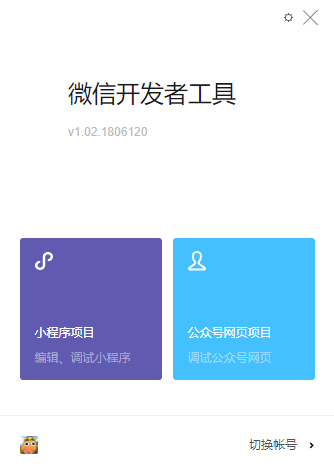 微信开发者工具
v1.02.1806120
小程序项目
编辑、调试小程序
公众号网页项目
调试公众号网页
切换帐号